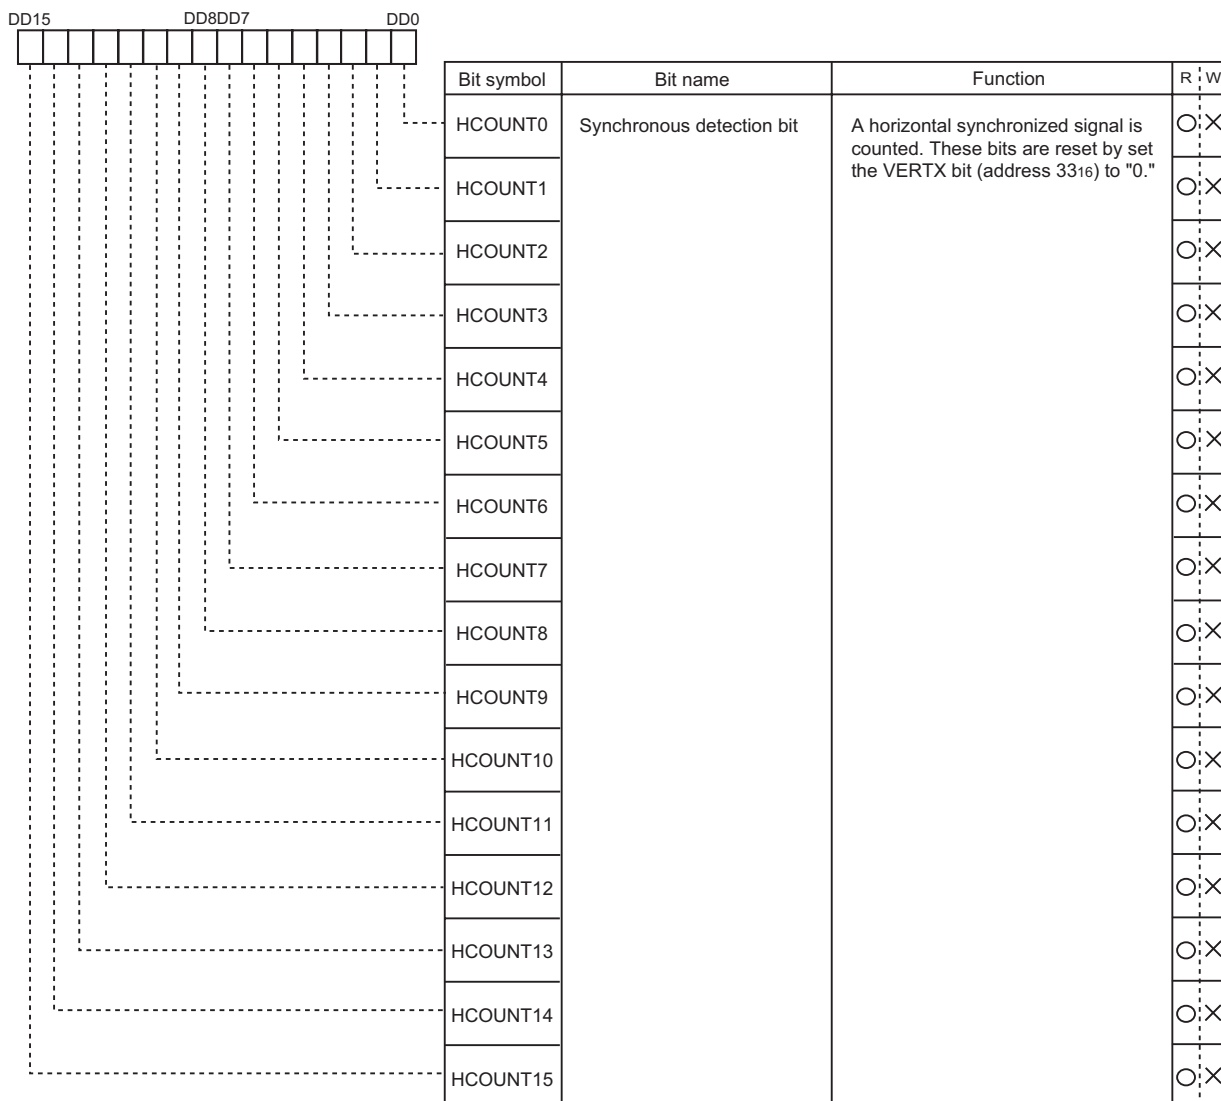 DD15 DD8DD7 DD0
Bit symbol Bit name Function R W
HCOUNT0 Synchronous detection bit A horizontal synchronized signal is
counted. These bits are reset by set
the VERTX bit (address 3316) to "0."
○ ×
HCOUNT1 ○ ×
HCOUNT2 ○ ×
HCOUNT3 ○ ×
HCOUNT4 ○ ×
HCOUNT5 ○ ×
HCOUNT6 ○ ×
HCOUNT7 ○ ×
HCOUNT8 ○ ×
HCOUNT9 ○ ×
HCOUNT10 ○ ×
HCOUNT11 ○ ×
HCOUNT12 ○ ×
HCOUNT13 ○ ×
HCOUNT14 ○ ×
HCOUNT15 ○ ×